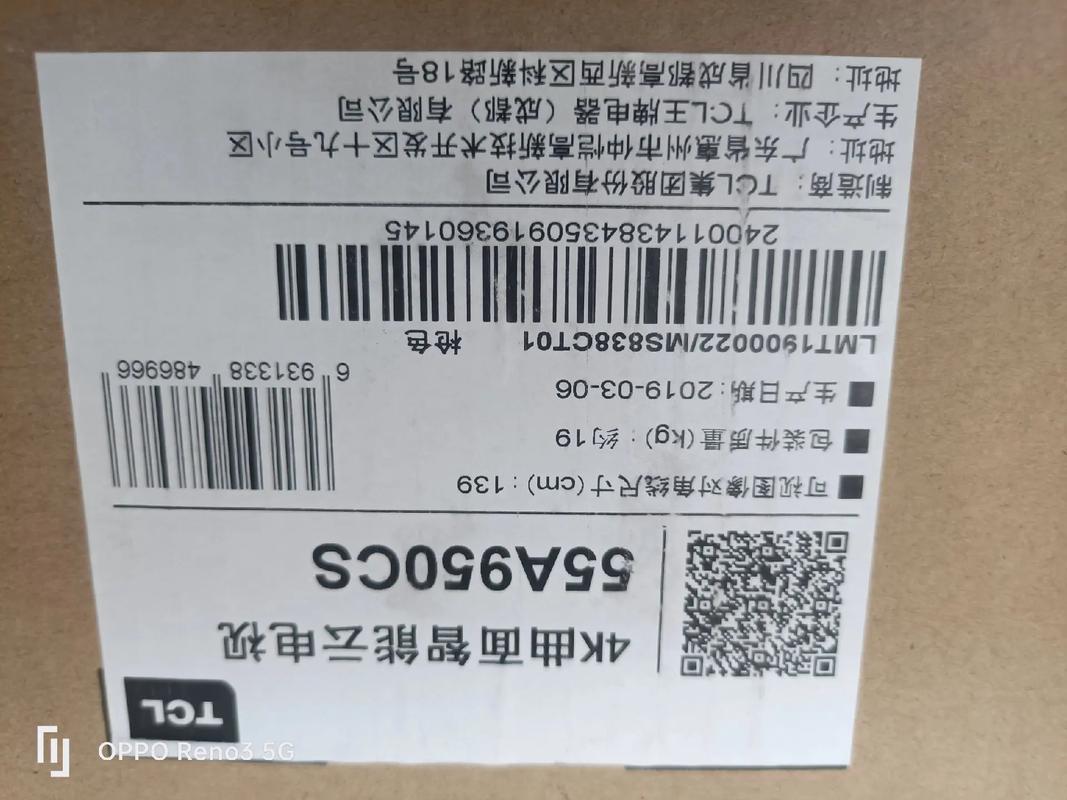 TCL
4K曲面智能云电视
55A950CS
可视图像对角线尺寸(cm)：139
包装件质量(kg)：约19
生产日期：2019-03-06
6 931338 486966
LMT1900022/MS838CT01 枪色
2400114384350919360145
制造商：TCL集团股份有限公司
地址：广东省惠州市仲恺高新技术开发区十九号小区
生产企业：TCL王牌电器（成都）有限公司
地址：四川省成都高新西区科新路18号
OPPO Reno3 5G